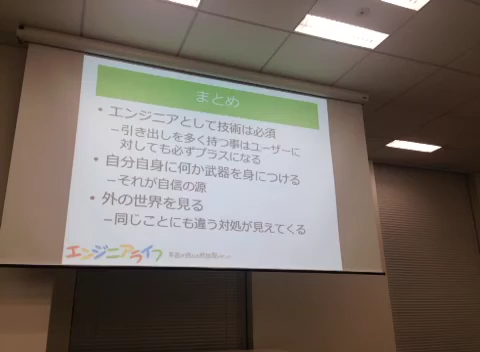 まとめ
• エンジニアとして技術は必須
–引き出しを多く持つ事はユーザーに
対しても必ずプラスになる
• 自分自身に何か武器を身につける
–それが自信の源
• 外の世界を見る
–同じことにも違う対処が見えてくる
エンジニアライフ